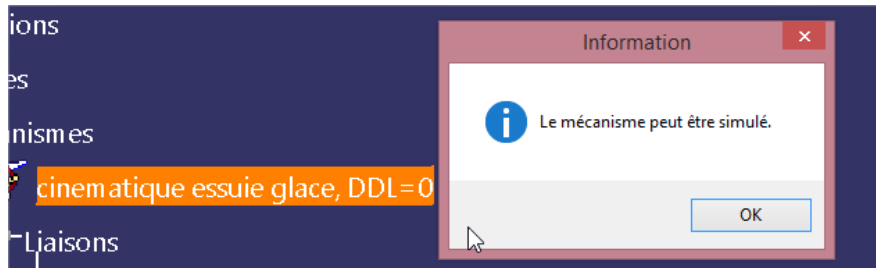 ions
es
nismes
cinematique essuie glace, DDL=0
Liaisons
Information
Le mécanisme peut être simulé.
OK